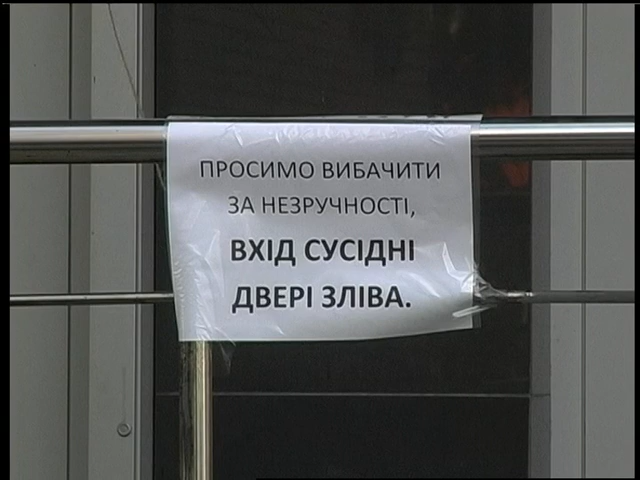 ПРОСИМО ВИБАЧИТИ
ЗА НЕЗРУЧНОСТІ,
ВХІД СУСІДНІ
ДВЕРІ ЗЛІВА.